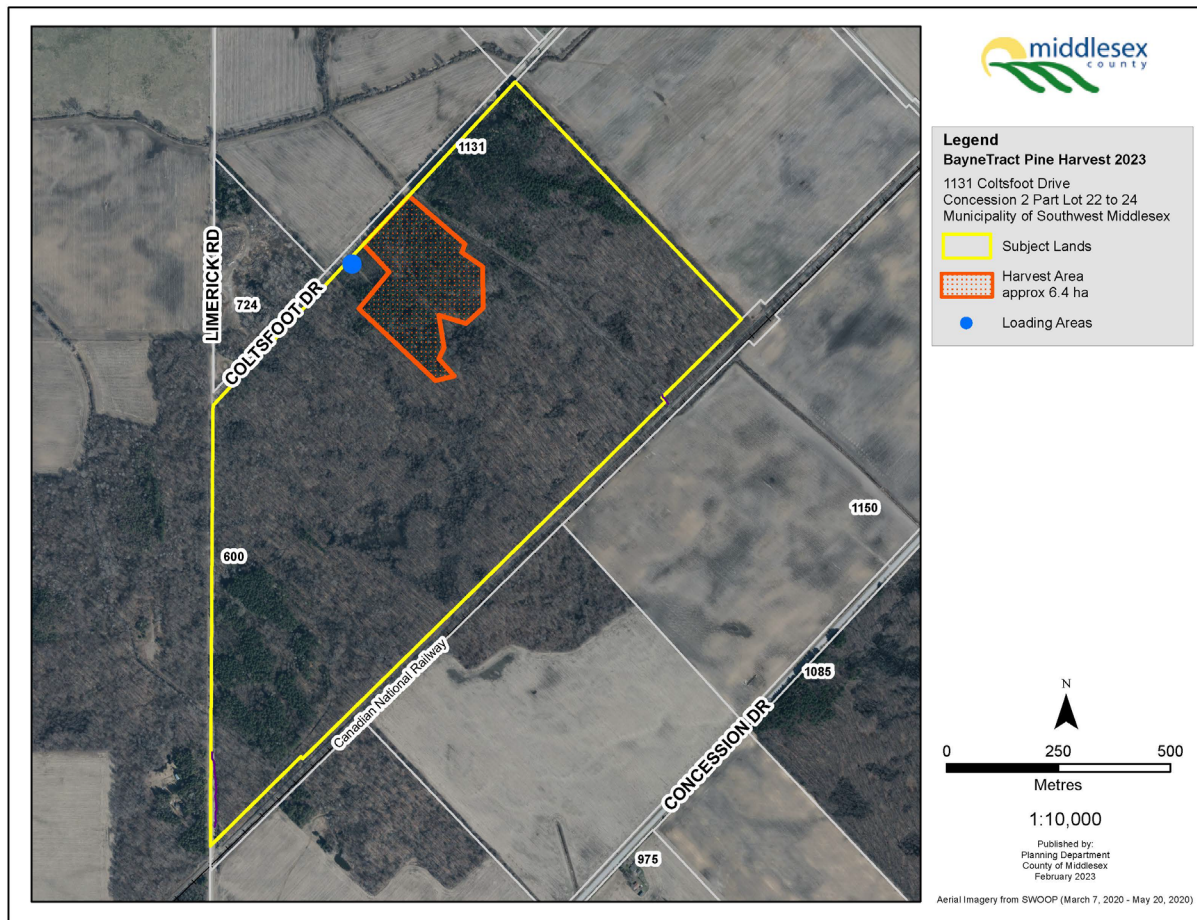 middlesex
county
Legend
BayneTract Pine Harvest 2023
1131 Coltsfoot Drive
Concession 2 Part Lot 22 to 24
Municipality of Southwest Middlesex
Subject Lands
Harvest Area
approx 6.4 ha
Loading Areas
1131
LIMERICK RD
724
COLTSFOOT DR
600
1150
Canadian National Railway
1085
CONCESSION DR
975
N
0 250 500
Metres
1:10,000
Published by:
Planning Department
County of Middlesex
February 2023
Aerial Imagery from SWOOP (March 7, 2020 - May 20, 2020)